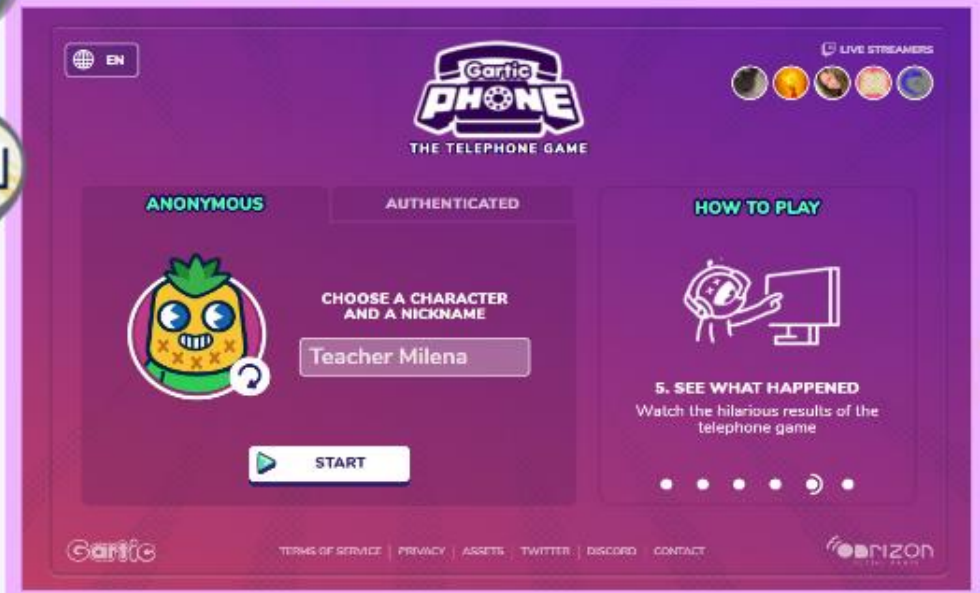 EN
Gartic
PHONE
THE TELEPHONE GAME
LIVE STREAMERS
ANONYMOUS
AUTHENTICATED
CHOOSE A CHARACTER
AND A NICKNAME
Teacher Milena
START
HOW TO PLAY
5. SEE WHAT HAPPENED
Watch the hilarious results of the
telephone game
Gartic
TERMS OF SERVICE | PRIVACY | ASSETS | TWITTER | DISCORD | CONTACT